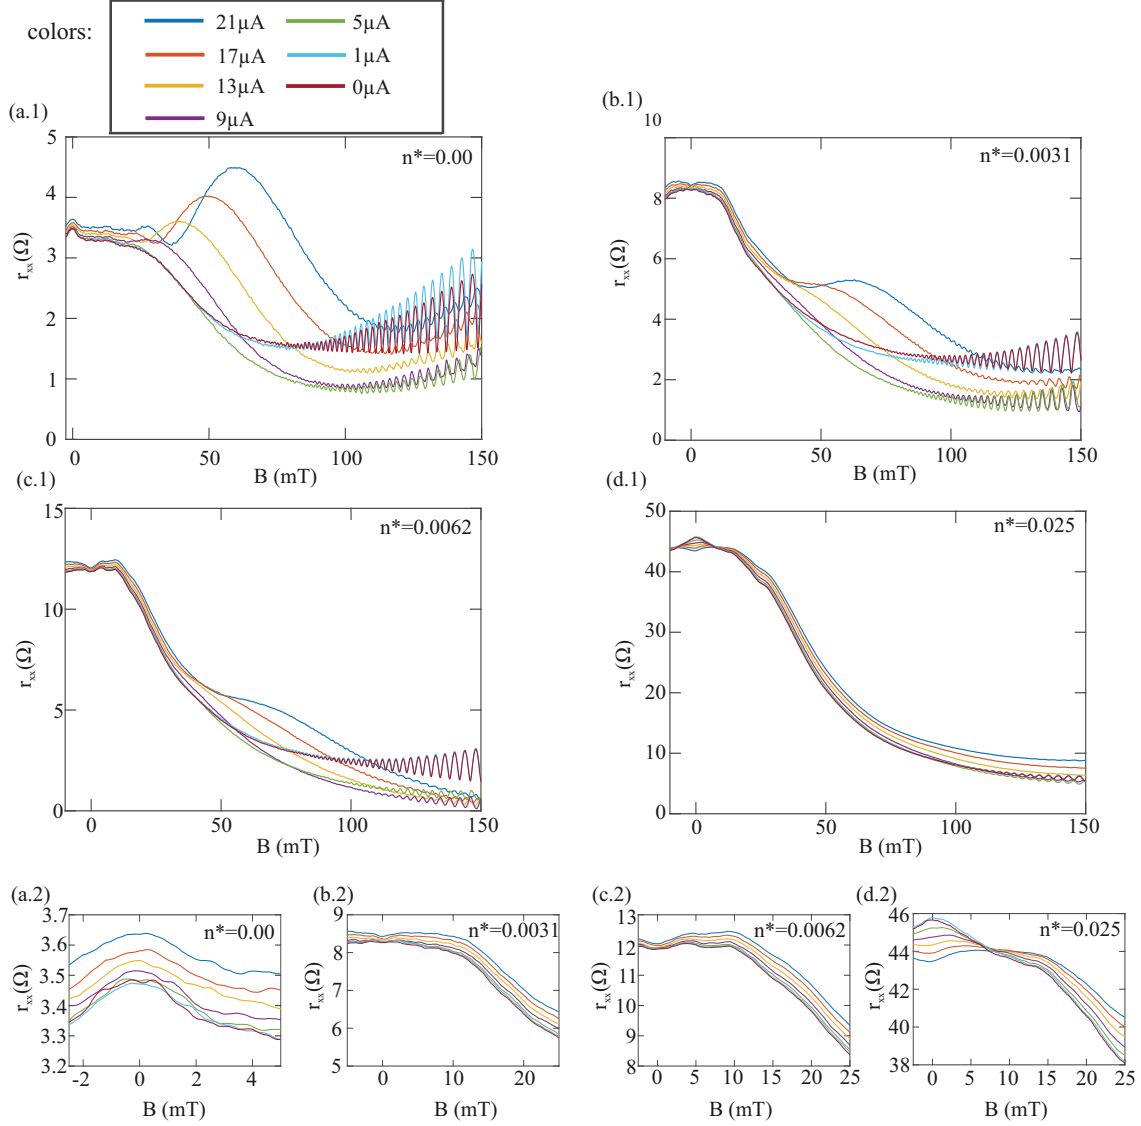 colors:
21µA 5µA
17µA 1µA
13µA 0µA
9µA
(a.1)
n*=0.00
5
4
3
2
1
0
r_xx(Ω)
0 50 100 150
B (mT)
(b.1)
n*=0.0031
10
8
6
4
2
0
r_xx(Ω)
0 50 100 150
B (mT)
(c.1)
n*=0.0062
15
10
5
0
r_xx(Ω)
0 50 100 150
B (mT)
(d.1)
n*=0.025
50
40
30
20
10
0
r_xx(Ω)
0 50 100 150
B (mT)
(a.2)
n*=0.00
3.7
3.6
3.5
3.4
3.3
3.2
r_xx(Ω)
-2 0 2 4
B (mT)
(b.2)
n*=0.0031
9
8
7
6
5
r_xx(Ω)
0 10 20
B (mT)
(c.2)
n*=0.0062
13
12
11
10
9
8
r_xx(Ω)
0 5 10 15 20 25
B (mT)
(d.2)
n*=0.025
46
44
42
40
38
r_xx(Ω)
0 5 10 15 20 25
B (mT)